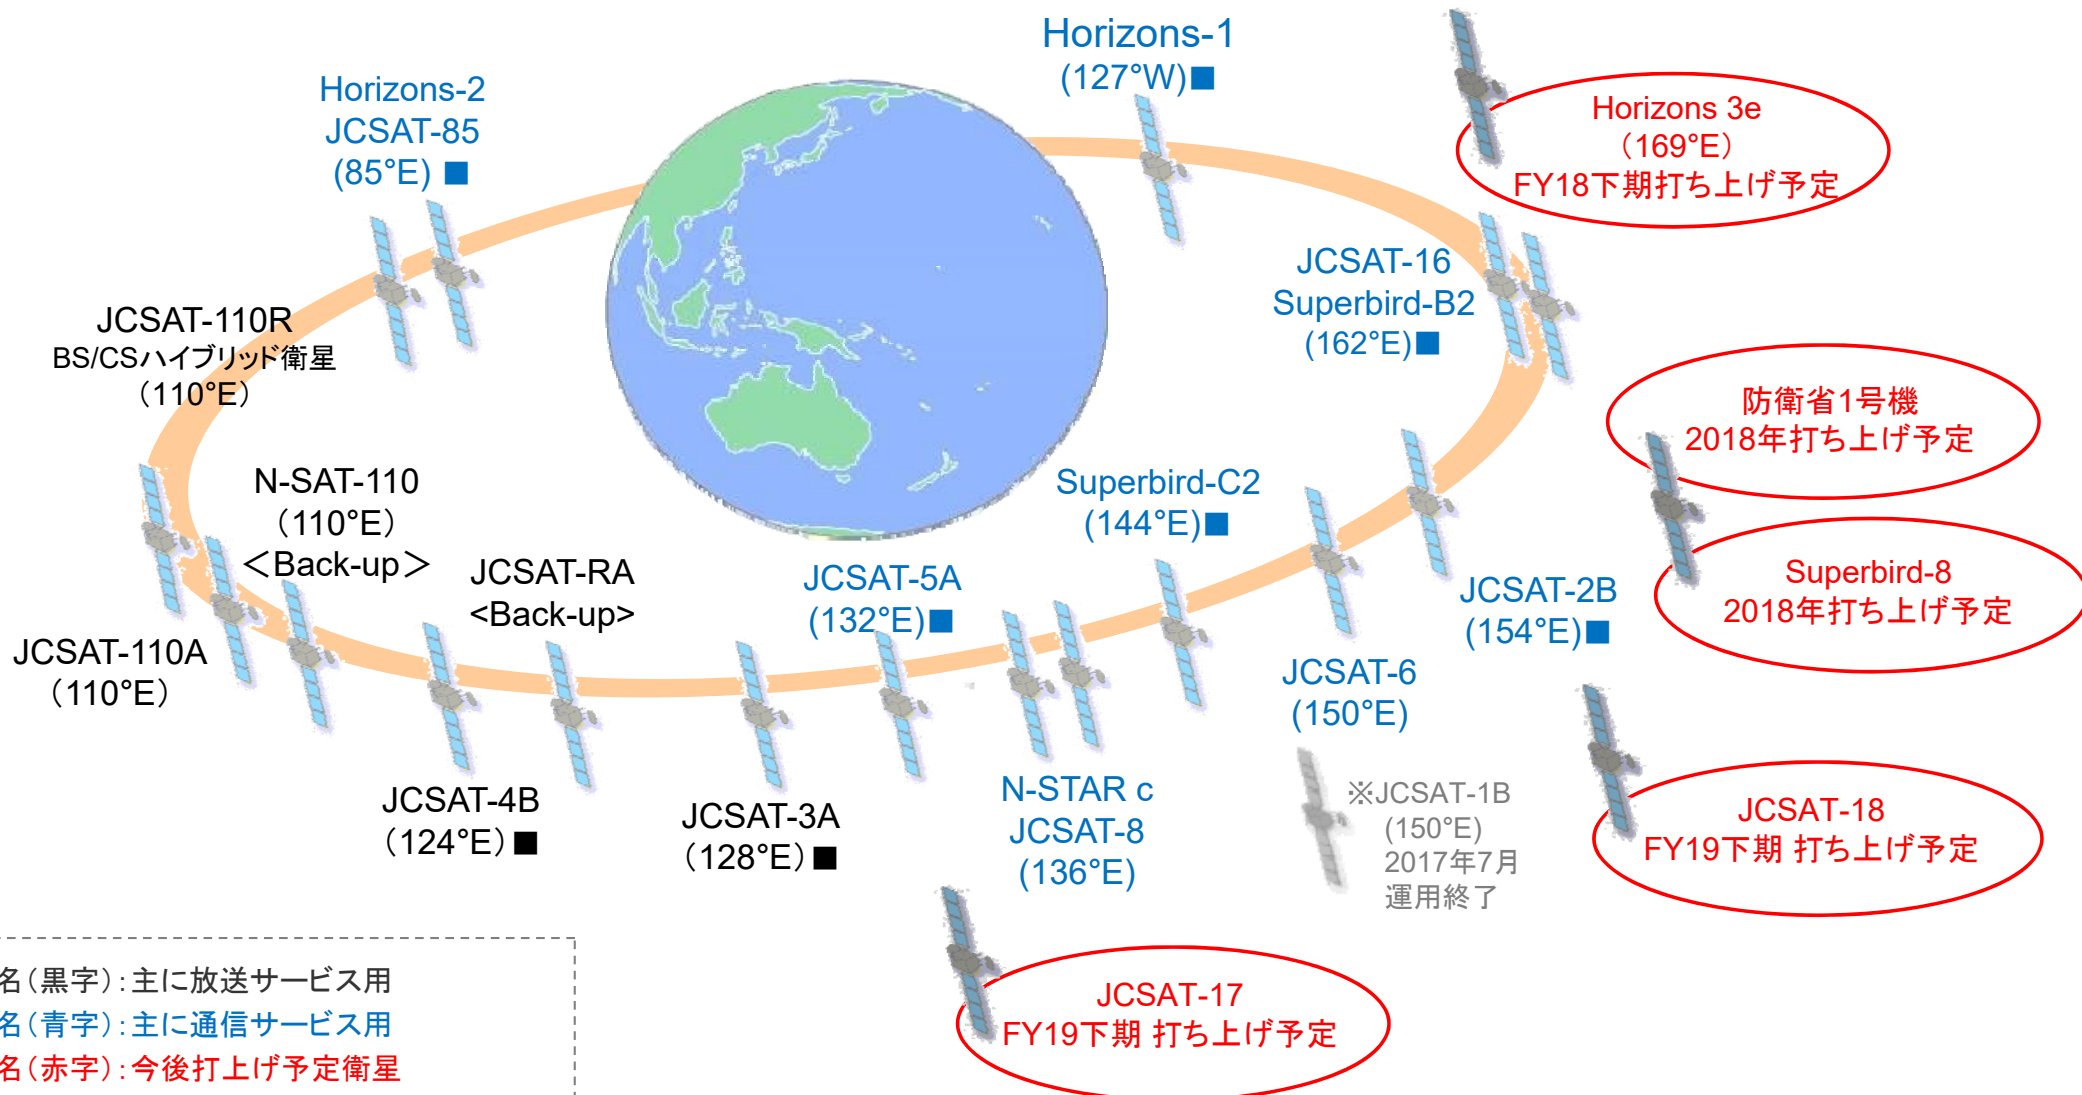 Horizons-1
(127°W)■
Horizons-2
JCSAT-85
(85°E) ■
Horizons 3e
（169°E）
FY18下期打ち上げ予定
JCSAT-16
Superbird-B2
(162°E)■
JCSAT-110R
BS/CSハイブリッド衛星
（110°E）
防衛省1号機
2018年打ち上げ予定
N-SAT-110
（110°E）
＜Back-up＞
Superbird-C2
(144°E)■
JCSAT-RA
<Back-up>
JCSAT-5A
(132°E)■
JCSAT-2B
(154°E)■
Superbird-8
2018年打ち上げ予定
JCSAT-110A
（110°E）
JCSAT-6
(150°E)
JCSAT-4B
（124°E）■
JCSAT-3A
（128°E）■
N-STAR c
JCSAT-8
(136°E)
※JCSAT-1B
(150°E)
2017年7月
運用終了
JCSAT-18
FY19下期 打ち上げ予定
JCSAT-17
FY19下期 打ち上げ予定
名（黒字）：主に放送サービス用
名（青字）：主に通信サービス用
名（赤字）：今後打上げ予定衛星